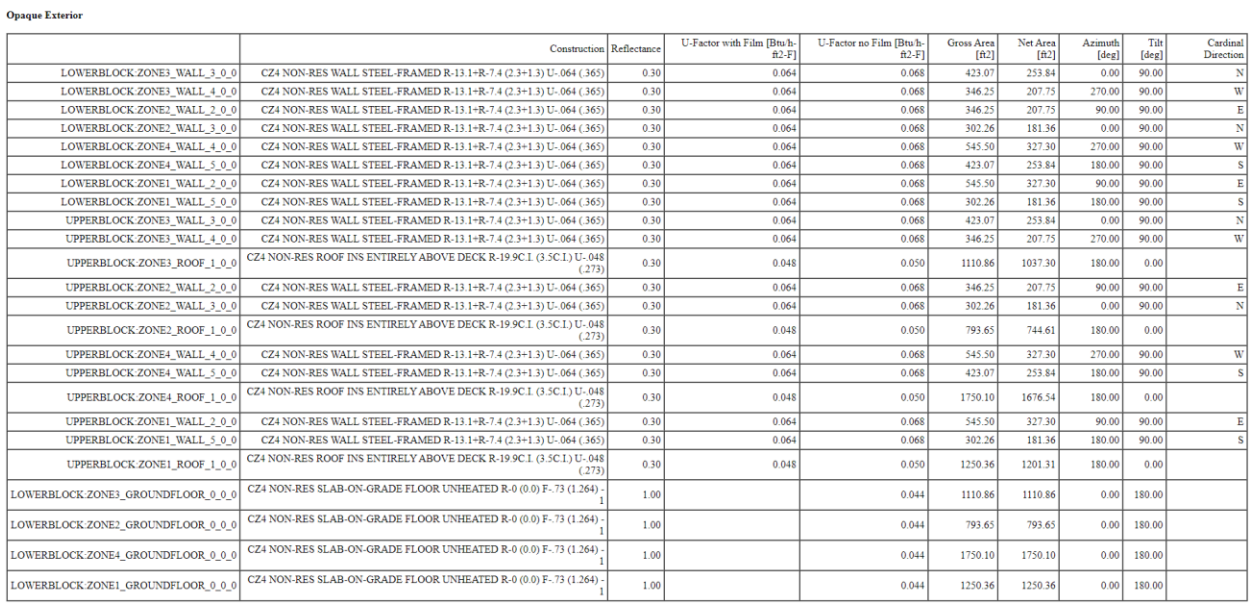 Opaque Exterior
Construction Reflectance U-Factor with Film [Btu/h-ft2-F] U-Factor no Film [Btu/h-ft2-F] Gross Area [ft2] Net Area [ft2] Azimuth [deg] Tilt [deg] Cardinal Direction
LOWERBLOCK:ZONE3_WALL_3_0_0 CZ4 NON-RES WALL STEEL-FRAMED R-13.1+R-7.4 (2.3+1.3) U-.064 (.365) 0.30 0.064 0.068 423.07 253.84 0.00 90.00 N
LOWERBLOCK:ZONE3_WALL_4_0_0 CZ4 NON-RES WALL STEEL-FRAMED R-13.1+R-7.4 (2.3+1.3) U-.064 (.365) 0.30 0.064 0.068 346.25 207.75 270.00 90.00 W
LOWERBLOCK:ZONE2_WALL_2_0_0 CZ4 NON-RES WALL STEEL-FRAMED R-13.1+R-7.4 (2.3+1.3) U-.064 (.365) 0.30 0.064 0.068 346.25 207.75 90.00 90.00 E
LOWERBLOCK:ZONE2_WALL_3_0_0 CZ4 NON-RES WALL STEEL-FRAMED R-13.1+R-7.4 (2.3+1.3) U-.064 (.365) 0.30 0.064 0.068 302.26 181.36 0.00 90.00 N
LOWERBLOCK:ZONE4_WALL_4_0_0 CZ4 NON-RES WALL STEEL-FRAMED R-13.1+R-7.4 (2.3+1.3) U-.064 (.365) 0.30 0.064 0.068 545.50 327.30 270.00 90.00 W
LOWERBLOCK:ZONE4_WALL_5_0_0 CZ4 NON-RES WALL STEEL-FRAMED R-13.1+R-7.4 (2.3+1.3) U-.064 (.365) 0.30 0.064 0.068 423.07 253.84 180.00 90.00 S
LOWERBLOCK:ZONE1_WALL_2_0_0 CZ4 NON-RES WALL STEEL-FRAMED R-13.1+R-7.4 (2.3+1.3) U-.064 (.365) 0.30 0.064 0.068 545.50 327.30 90.00 90.00 E
LOWERBLOCK:ZONE1_WALL_5_0_0 CZ4 NON-RES WALL STEEL-FRAMED R-13.1+R-7.4 (2.3+1.3) U-.064 (.365) 0.30 0.064 0.068 302.26 181.36 180.00 90.00 S
UPPERBLOCK:ZONE3_WALL_3_0_0 CZ4 NON-RES WALL STEEL-FRAMED R-13.1+R-7.4 (2.3+1.3) U-.064 (.365) 0.30 0.064 0.068 423.07 253.84 0.00 90.00 N
UPPERBLOCK:ZONE3_WALL_4_0_0 CZ4 NON-RES WALL STEEL-FRAMED R-13.1+R-7.4 (2.3+1.3) U-.064 (.365) 0.30 0.064 0.068 346.25 207.75 270.00 90.00 W
UPPERBLOCK:ZONE3_ROOF_1_0_0 CZ4 NON-RES ROOF INS ENTIRELY ABOVE DECK R-19.9C.I. (3.5C.I.) U-.048 (.273) 0.30 0.048 0.050 1110.86 1037.30 180.00 0.00
UPPERBLOCK:ZONE2_WALL_2_0_0 CZ4 NON-RES WALL STEEL-FRAMED R-13.1+R-7.4 (2.3+1.3) U-.064 (.365) 0.30 0.064 0.068 346.25 207.75 90.00 90.00 E
UPPERBLOCK:ZONE2_WALL_3_0_0 CZ4 NON-RES WALL STEEL-FRAMED R-13.1+R-7.4 (2.3+1.3) U-.064 (.365) 0.30 0.064 0.068 302.26 181.36 0.00 90.00 N
UPPERBLOCK:ZONE2_ROOF_1_0_0 CZ4 NON-RES ROOF INS ENTIRELY ABOVE DECK R-19.9C.I. (3.5C.I.) U-.048 (.273) 0.30 0.048 0.050 793.65 744.61 180.00 0.00
UPPERBLOCK:ZONE4_WALL_4_0_0 CZ4 NON-RES WALL STEEL-FRAMED R-13.1+R-7.4 (2.3+1.3) U-.064 (.365) 0.30 0.064 0.068 545.50 327.30 270.00 90.00 W
UPPERBLOCK:ZONE4_WALL_5_0_0 CZ4 NON-RES WALL STEEL-FRAMED R-13.1+R-7.4 (2.3+1.3) U-.064 (.365) 0.30 0.064 0.068 423.07 253.84 180.00 90.00 S
UPPERBLOCK:ZONE4_ROOF_1_0_0 CZ4 NON-RES ROOF INS ENTIRELY ABOVE DECK R-19.9C.I. (3.5C.I.) U-.048 (.273) 0.30 0.048 0.050 1750.10 1676.54 180.00 0.00
UPPERBLOCK:ZONE1_WALL_2_0_0 CZ4 NON-RES WALL STEEL-FRAMED R-13.1+R-7.4 (2.3+1.3) U-.064 (.365) 0.30 0.064 0.068 545.50 327.30 90.00 90.00 E
UPPERBLOCK:ZONE1_WALL_5_0_0 CZ4 NON-RES WALL STEEL-FRAMED R-13.1+R-7.4 (2.3+1.3) U-.064 (.365) 0.30 0.064 0.068 302.26 181.36 180.00 90.00 S
UPPERBLOCK:ZONE1_ROOF_1_0_0 CZ4 NON-RES ROOF INS ENTIRELY ABOVE DECK R-19.9C.I. (3.5C.I.) U-.048 (.273) 0.30 0.048 0.050 1250.36 1201.31 180.00 0.00
LOWERBLOCK:ZONE3_GROUNDFLOOR_0_0_0 CZ4 NON-RES SLAB-ON-GRADE FLOOR UNHEATED R-0 (0.0) F-.73 (1.264) - 1 1.00 0.044 1110.86 1110.86 0.00 180.00
LOWERBLOCK:ZONE2_GROUNDFLOOR_0_0_0 CZ4 NON-RES SLAB-ON-GRADE FLOOR UNHEATED R-0 (0.0) F-.73 (1.264) - 1 1.00 0.044 793.65 793.65 0.00 180.00
LOWERBLOCK:ZONE4_GROUNDFLOOR_0_0_0 CZ4 NON-RES SLAB-ON-GRADE FLOOR UNHEATED R-0 (0.0) F-.73 (1.264) - 1 1.00 0.044 1750.10 1750.10 0.00 180.00
LOWERBLOCK:ZONE1_GROUNDFLOOR_0_0_0 CZ4 NON-RES SLAB-ON-GRADE FLOOR UNHEATED R-0 (0.0) F-.73 (1.264) - 1 1.00 0.044 1250.36 1250.36 0.00 180.00